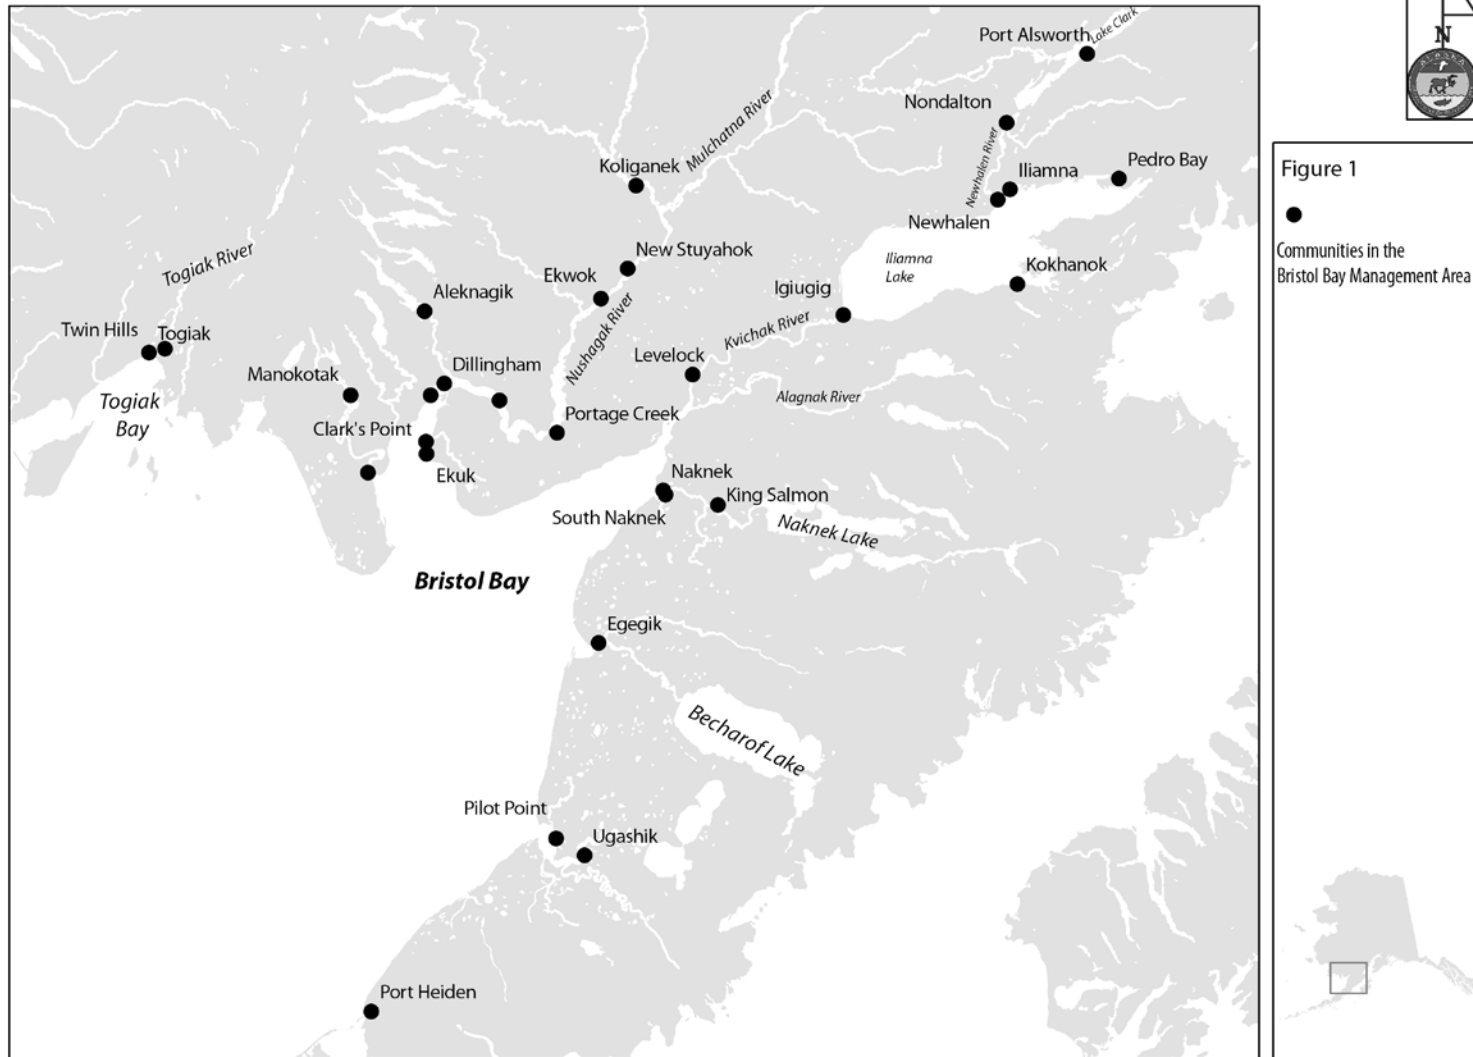 Port Alsworth
Lake Clark
N
ALASKA
Nondalton
Mulchatna River
Newhalen River
Koliganek
Iliamna
Pedro Bay
Figure 1
Newhalen
Communities in the
Bristol Bay Management Area
Togiak River
New Stuyahok
Iliamna
Lake
Kokhanok
Ekwok
Aleknagik
Igiugig
Nushagak River
Kvichak River
Twin Hills
Togiak
Levelock
Manokotak
Dillingham
Togiak
Bay
Alagnak River
Portage Creek
Clark's Point
Ekuk
Naknek
King Salmon
South Naknek
Naknek Lake
Bristol Bay
Egegik
Becharof Lake
Pilot Point
Ugashik
Port Heiden